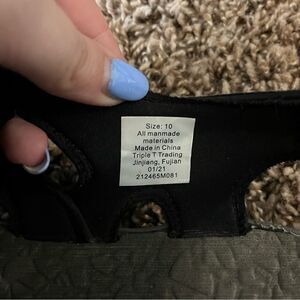 Size: 10
All manmade
materials
Made in China
Triple T Trading
Jinjiang, Fujian
01/21
212465M081